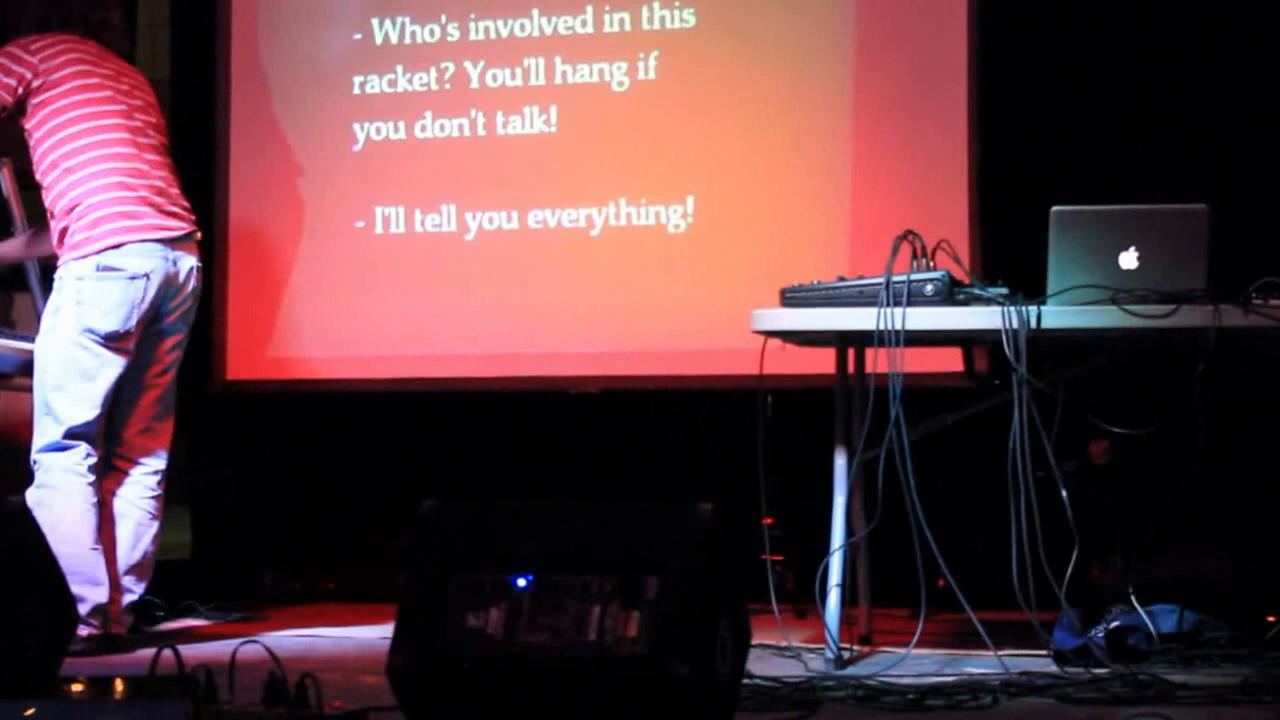 - Who's involved in this
racket? You'll hang if
you don't talk!
- I'll tell you everything!